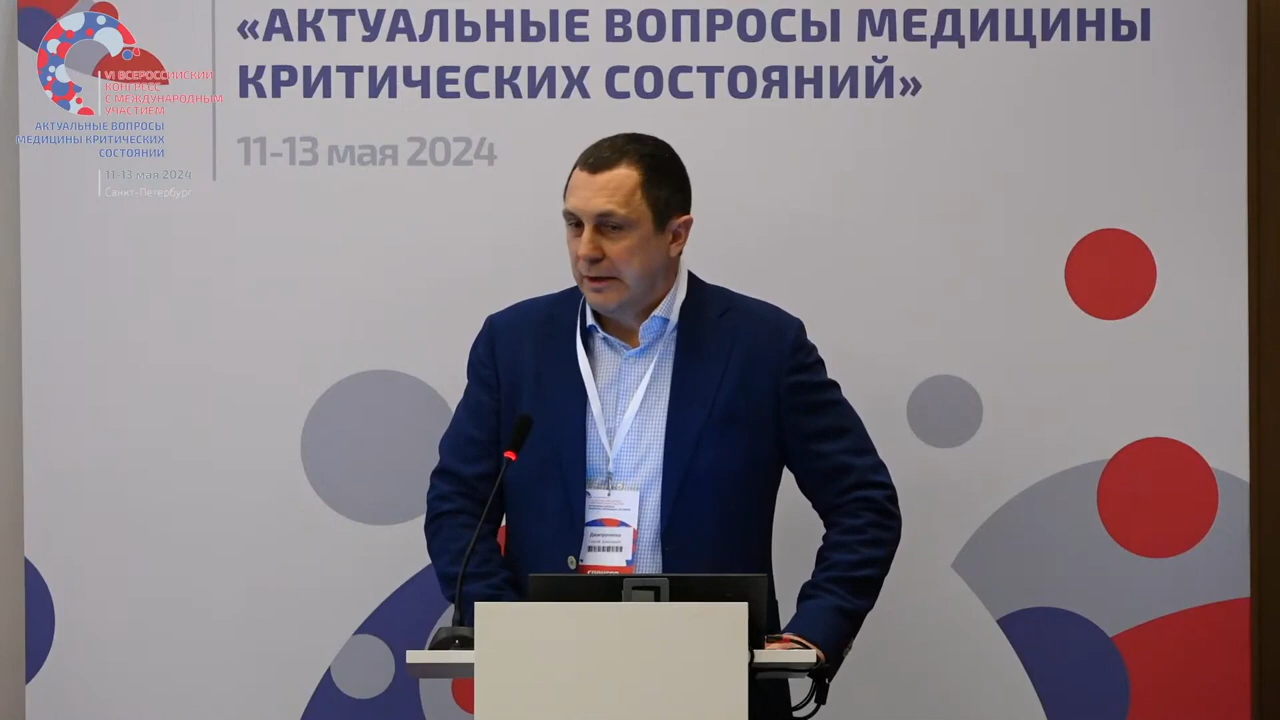 «АКТУАЛЬНЫЕ ВОПРОСЫ МЕДИЦИНЫ
КРИТИЧЕСКИХ СОСТОЯНИЙ»
11-13 мая 2024
VI ВСЕРОССИЙСКИЙ
КОНГРЕСС
С МЕЖДУНАРОДНЫМ
УЧАСТИЕМ
АКТУАЛЬНЫЕ ВОПРОСЫ
МЕДИЦИНЫ КРИТИЧЕСКИХ
СОСТОЯНИЙ
11-13 мая 2024
Санкт-Петербург